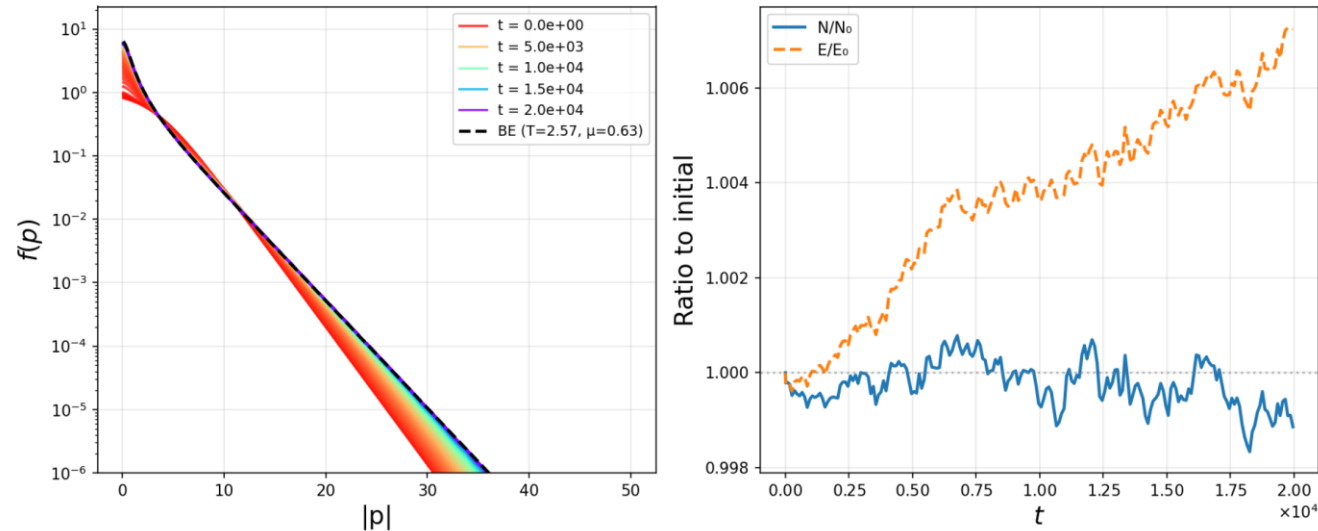 10¹
10⁰
10⁻¹
10⁻²
10⁻³
10⁻⁴
10⁻⁵
10⁻⁶
f(p)
0 10 20 30 40 50
|p|
t = 0.0e+00
t = 5.0e+03
t = 1.0e+04
t = 1.5e+04
t = 2.0e+04
BE (T=2.57, μ=0.63)
Ratio to initial
1.006
1.004
1.002
1.000
0.998
N/N₀
E/E₀
0.00 0.25 0.50 0.75 1.00 1.25 1.50 1.75 2.00
×10⁴
t